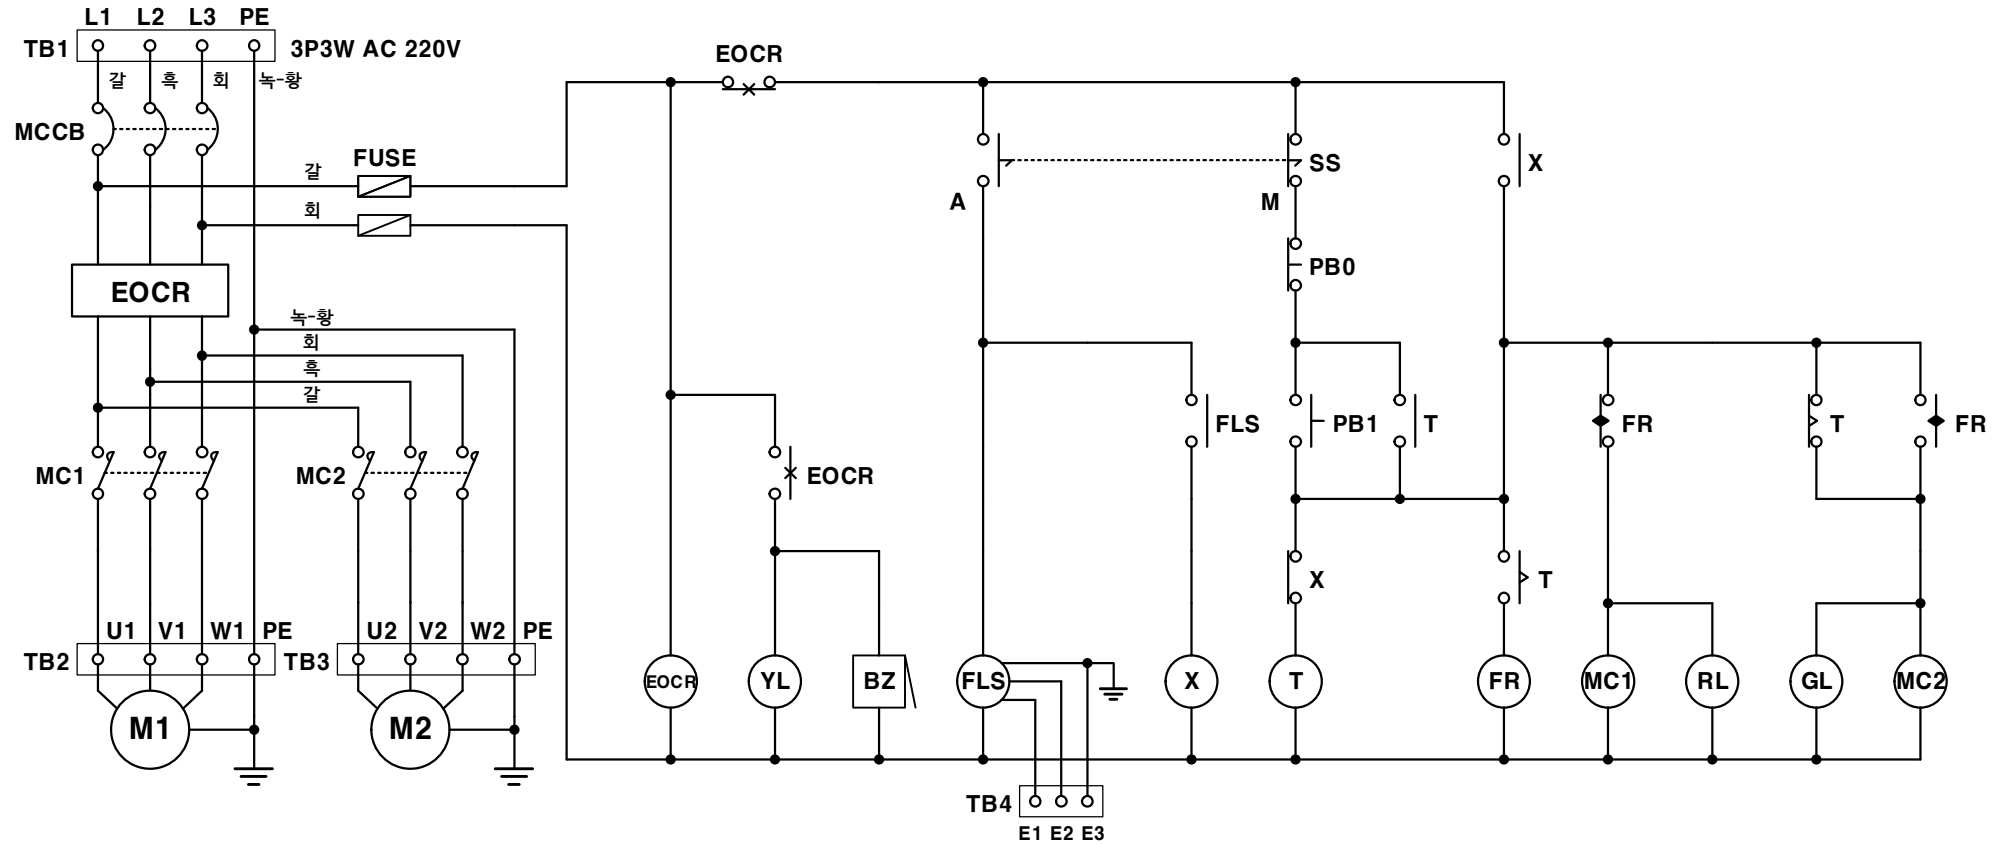 L1 L2 L3 PE
TB1 3P3W AC 220V
갈 흑 회 녹-황
MCCB
갈 FUSE
회
EOCR
녹-황
회
흑
갈
MC1 MC2
U1 V1 W1 PE U2 V2 W2 PE
TB2 TB3
M1 M2
EOCR
A SS X
M
PB0
FLS PB1 T FR T FR
EOCR
X T
EOCR YL BZ FLS X T FR MC1 RL GL MC2
TB4
E1 E2 E3